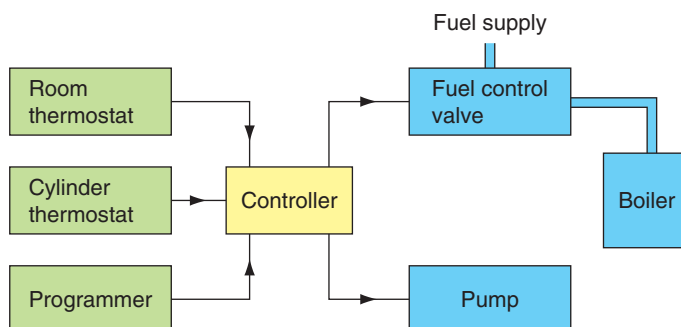 Fuel supply
Room
thermostat
Fuel control
valve
Cylinder
thermostat
Controller
Boiler
Programmer
Pump